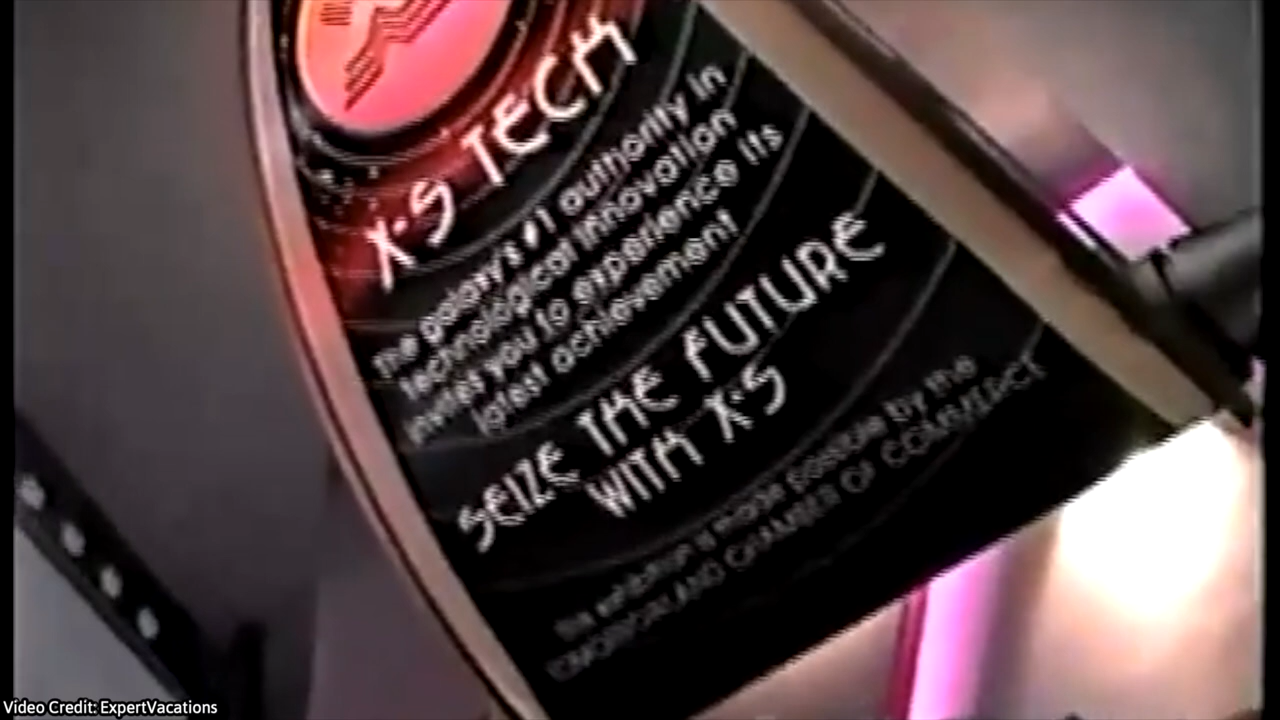 X·S TECH
The galaxy's #1 authority in
technological innovation
invites you to experience its
latest achievement
SEIZE THE FUTURE
WITH X·S
This exhibition is made possible by the
TOMORROWLAND CHAMBER OF COMMERCE
Video Credit: ExpertVacations